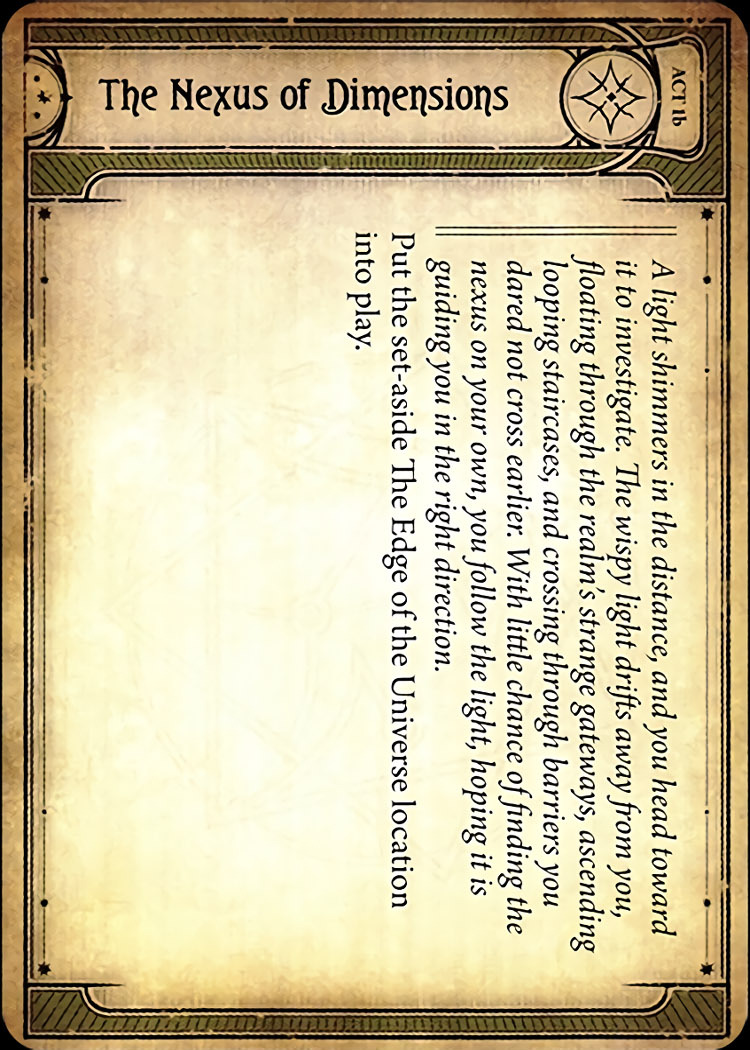 ACT 1b
The Nexus of Dimensions
A light shimmers in the distance, and you head toward
it to investigate. The wispy light drifts away from you,
floating through the realm's strange gateways, ascending
looping staircases, and crossing through barriers you
dared not cross earlier. With little chance of finding the
nexus on your own, you follow the light, hoping it is
guiding you in the right direction.
Put the set-aside The Edge of the Universe location
into play.